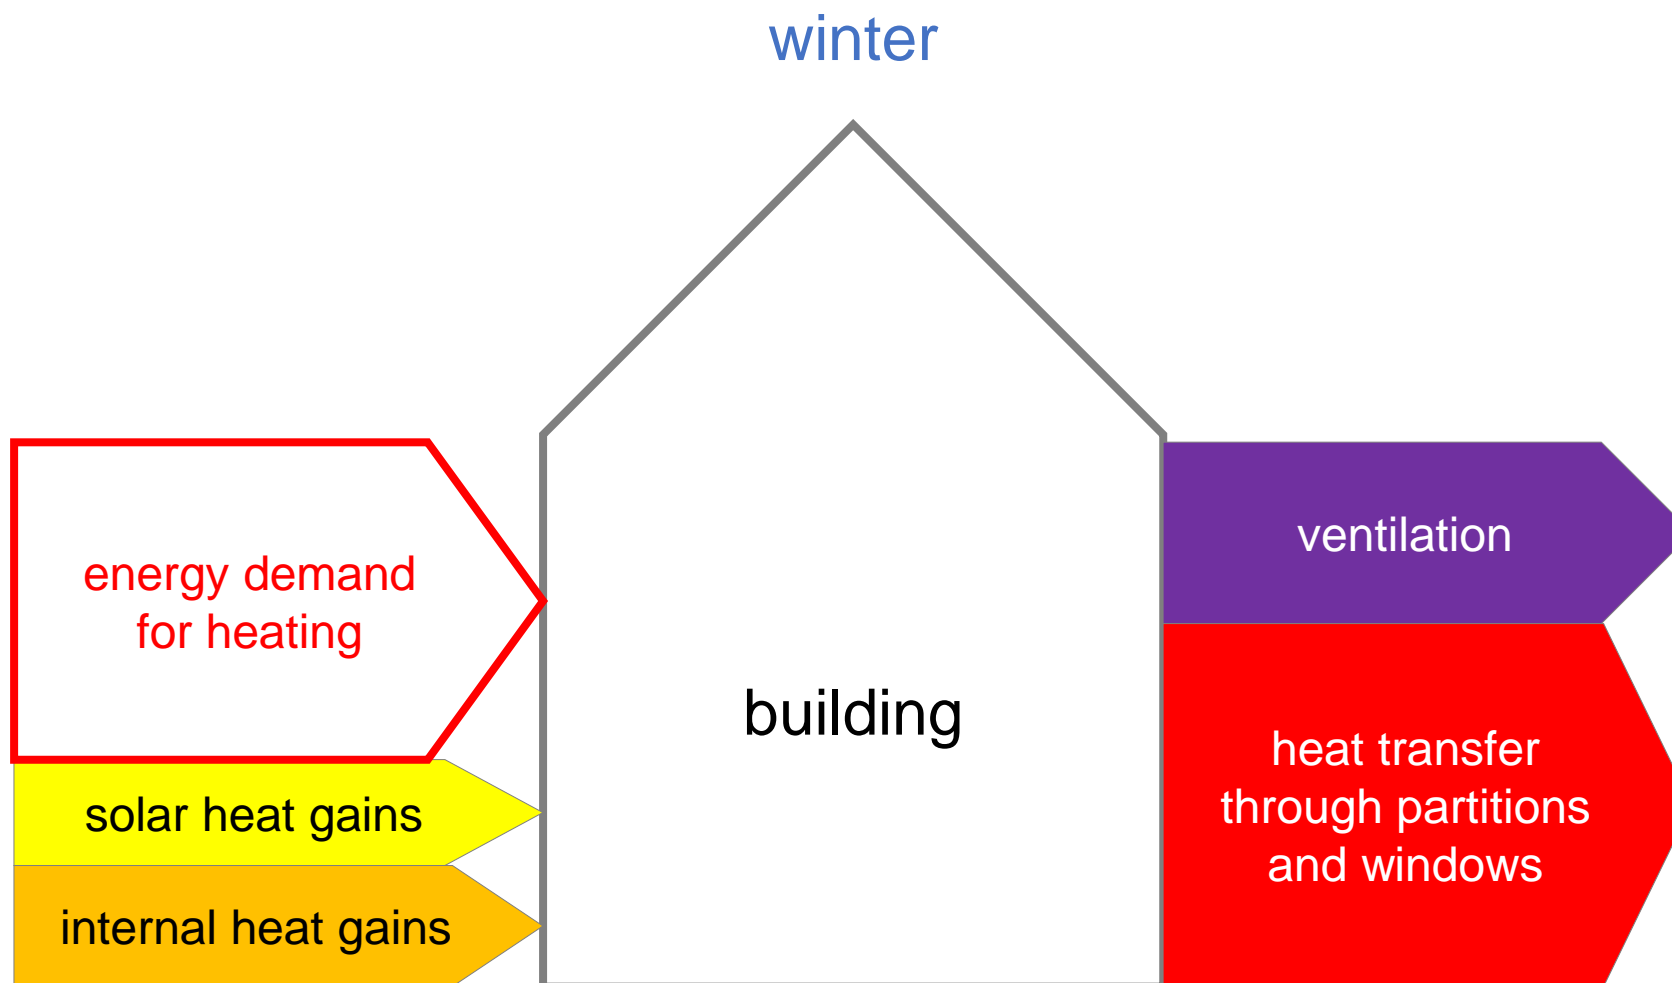 winter
energy demand
for heating
solar heat gains
internal heat gains
building
ventilation
heat transfer
through partitions
and windows